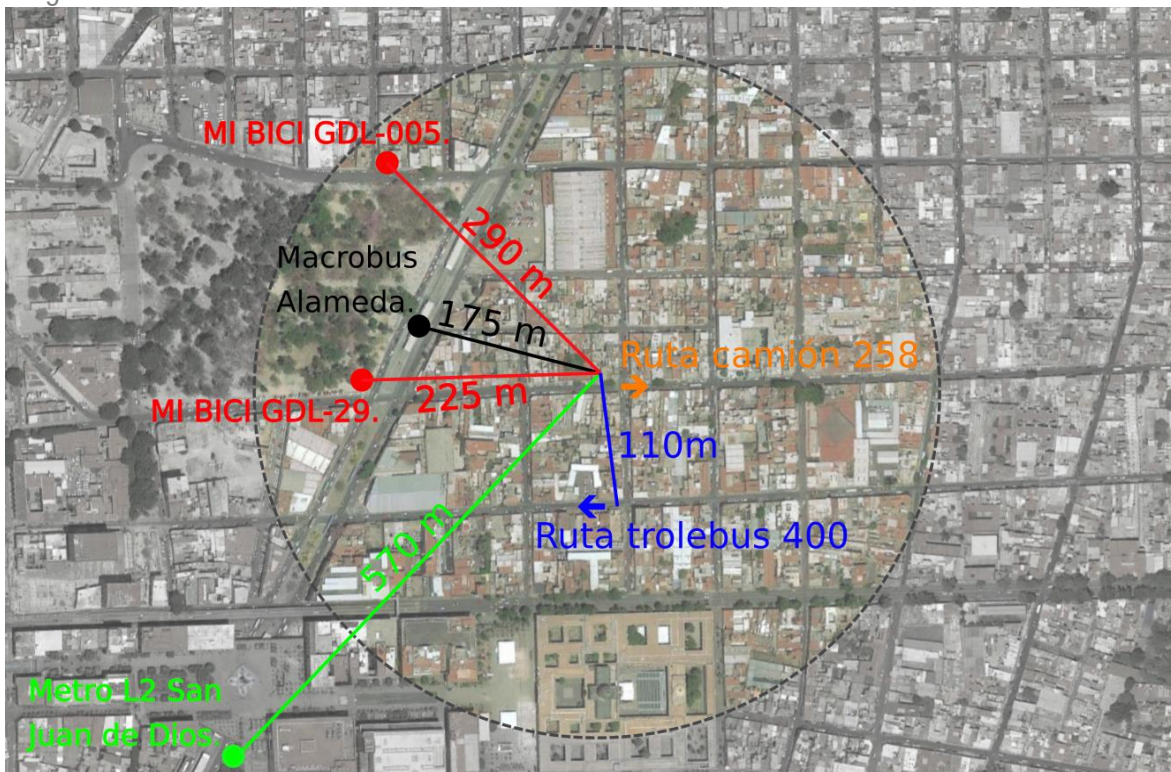 MI BICI GDL-005.
290 m
Macrobus
Alameda.
175 m
Ruta camión 258.
MI BICI GDL-29.
225 m
110m
Ruta trolebus 400
570 m
Metro L2 San
Juan de Dios.